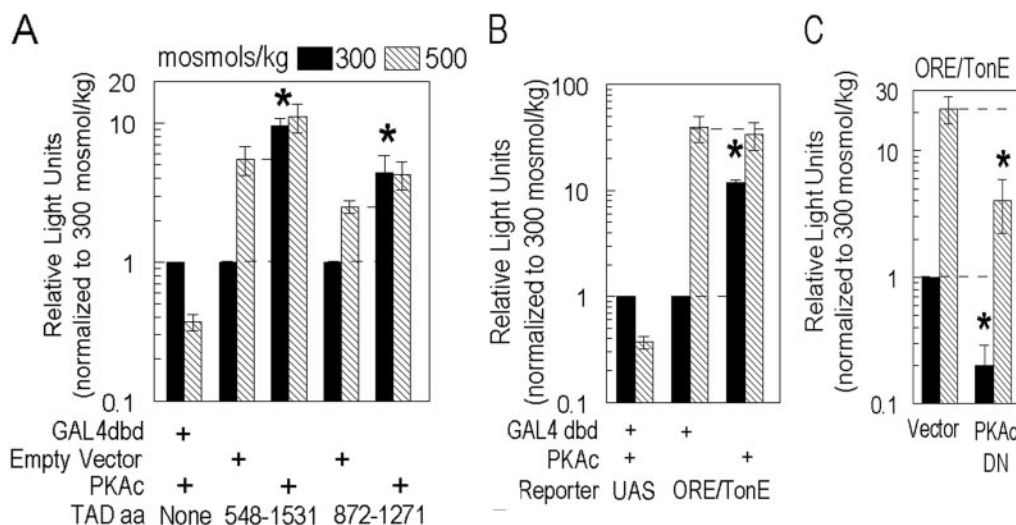 A
mosmols/kg 300 500
Relative Light Units
(normalized to 300 mosmol/kg)
20
10
1
0.1
* *
GAL4dbd +
Empty Vector + +
PKAc + + +
TAD aa None 548-1531 872-1271
B
Relative Light Units
(normalized to 300 mosmol/kg)
100
10
1
0.1
*
GAL4 dbd + +
PKAc + +
Reporter UAS ORE/TonE
C
ORE/TonE
Relative Light Units
(normalized to 300 mosmol/kg)
30
10
1
0.1
* *
Vector PKAc
DN